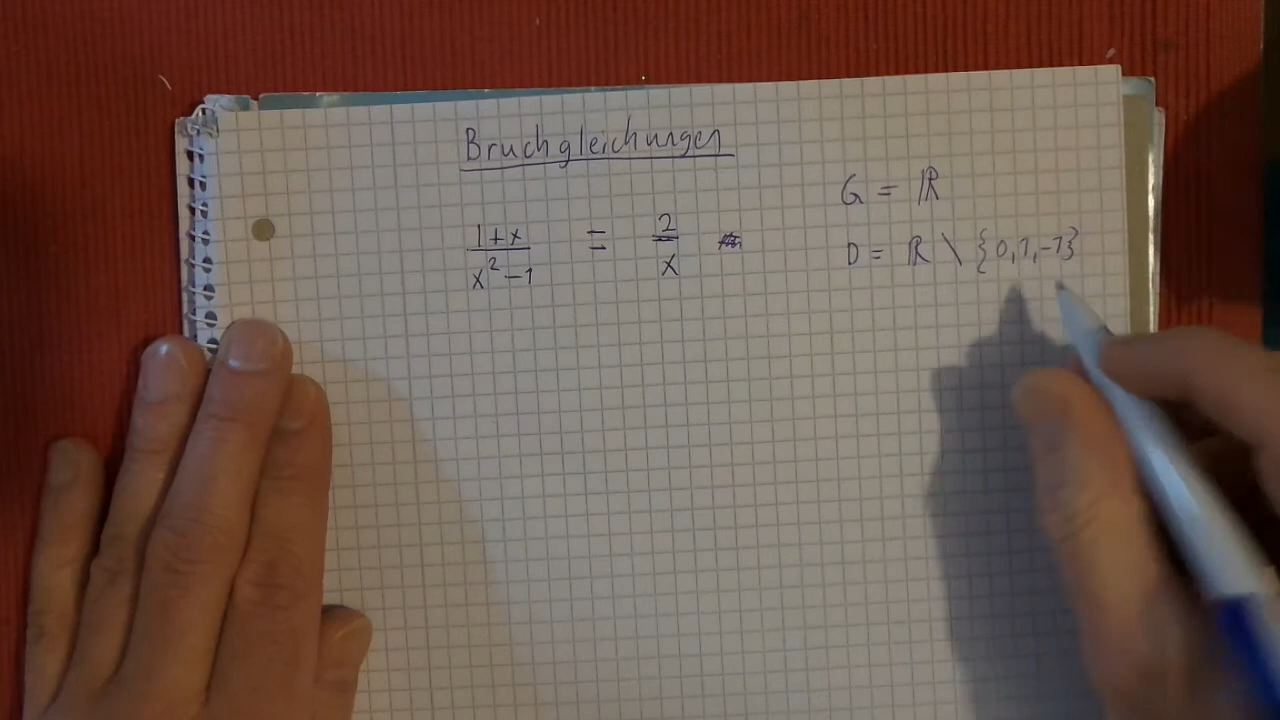 Bruchgleichungen
G = ℝ
(1+x)/(x²-1) = 2/x
D = ℝ \ {0,1,-1}